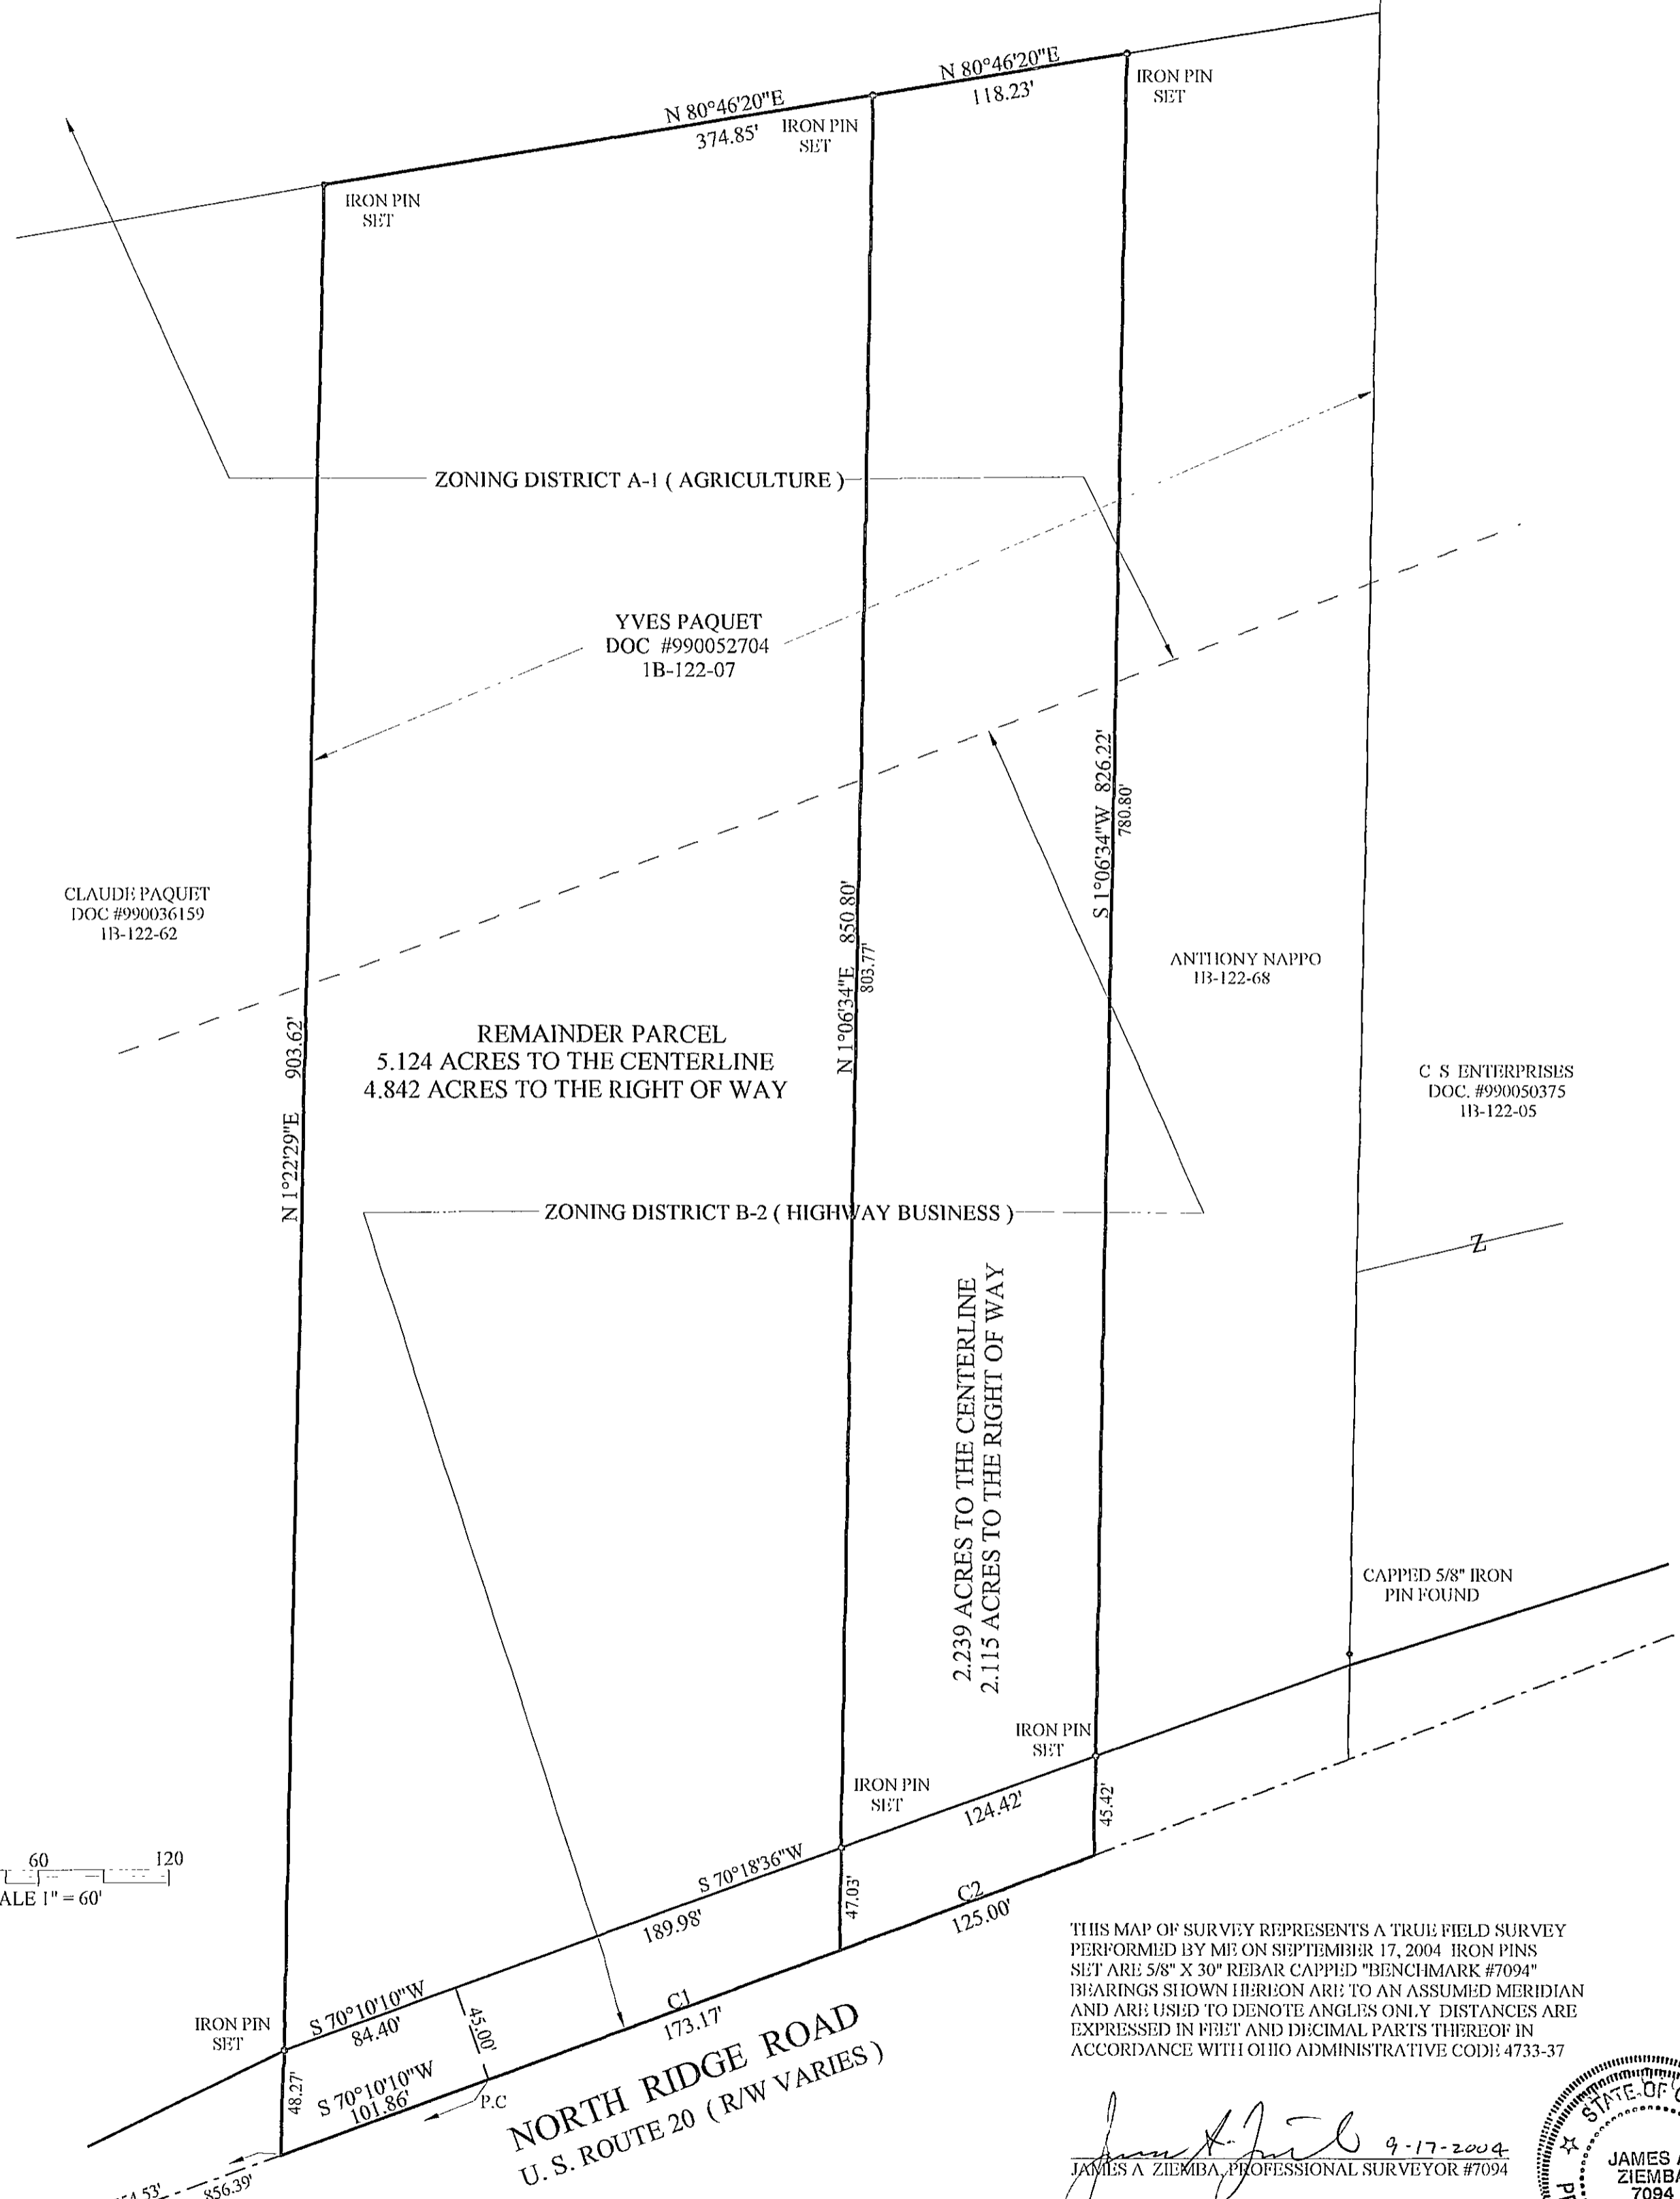 N 80°46'20"E
118.23'
IRON PIN
SET
N 80°46'20"E
374.85'
IRON PIN
SET
IRON PIN
SET
ZONING DISTRICT A-1 ( AGRICULTURE )
YVES PAQUET
DOC #990052704
1B-122-07
S 1°06'34"W 826.22'
780.80'
CLAUDE PAQUET
DOC #990036159
1B-122-62
N 1°06'34"E 850.80'
803.77'
ANTHONY NAPPO
1B-122-68
N 1°22'29"E 903.62'
REMAINDER PARCEL
5.124 ACRES TO THE CENTERLINE
4.842 ACRES TO THE RIGHT OF WAY
C S ENTERPRISES
DOC. #990050375
1B-122-05
ZONING DISTRICT B-2 ( HIGHWAY BUSINESS )
Z
2.239 ACRES TO THE CENTERLINE
2.115 ACRES TO THE RIGHT OF WAY
CAPPED 5/8" IRON
PIN FOUND
IRON PIN
SET
IRON PIN
SET
124.42'
45.42'
60 120
ALE 1" = 60'
S 70°18'36"W
189.98'
47.03'
C2
125.00'
IRON PIN
SET
S 70°10'10"W
84.40'
45.00'
C1
173.17'
48.27'
S 70°10'10"W
101.86'
P.C
NORTH RIDGE ROAD
U. S. ROUTE 20 ( R/W VARIES )
4.53'
856.39'
THIS MAP OF SURVEY REPRESENTS A TRUE FIELD SURVEY
PERFORMED BY ME ON SEPTEMBER 17, 2004 IRON PINS
SET ARE 5/8" X 30" REBAR CAPPED "BENCHMARK #7094"
BEARINGS SHOWN HEREON ARE TO AN ASSUMED MERIDIAN
AND ARE USED TO DENOTE ANGLES ONLY DISTANCES ARE
EXPRESSED IN FEET AND DECIMAL PARTS THEREOF IN
ACCORDANCE WITH OHIO ADMINISTRATIVE CODE 4733-37
9-17-2004
JAMES A ZIEMBA, PROFESSIONAL SURVEYOR #7094
STATE OF
JAMES A
ZIEMBA
7094